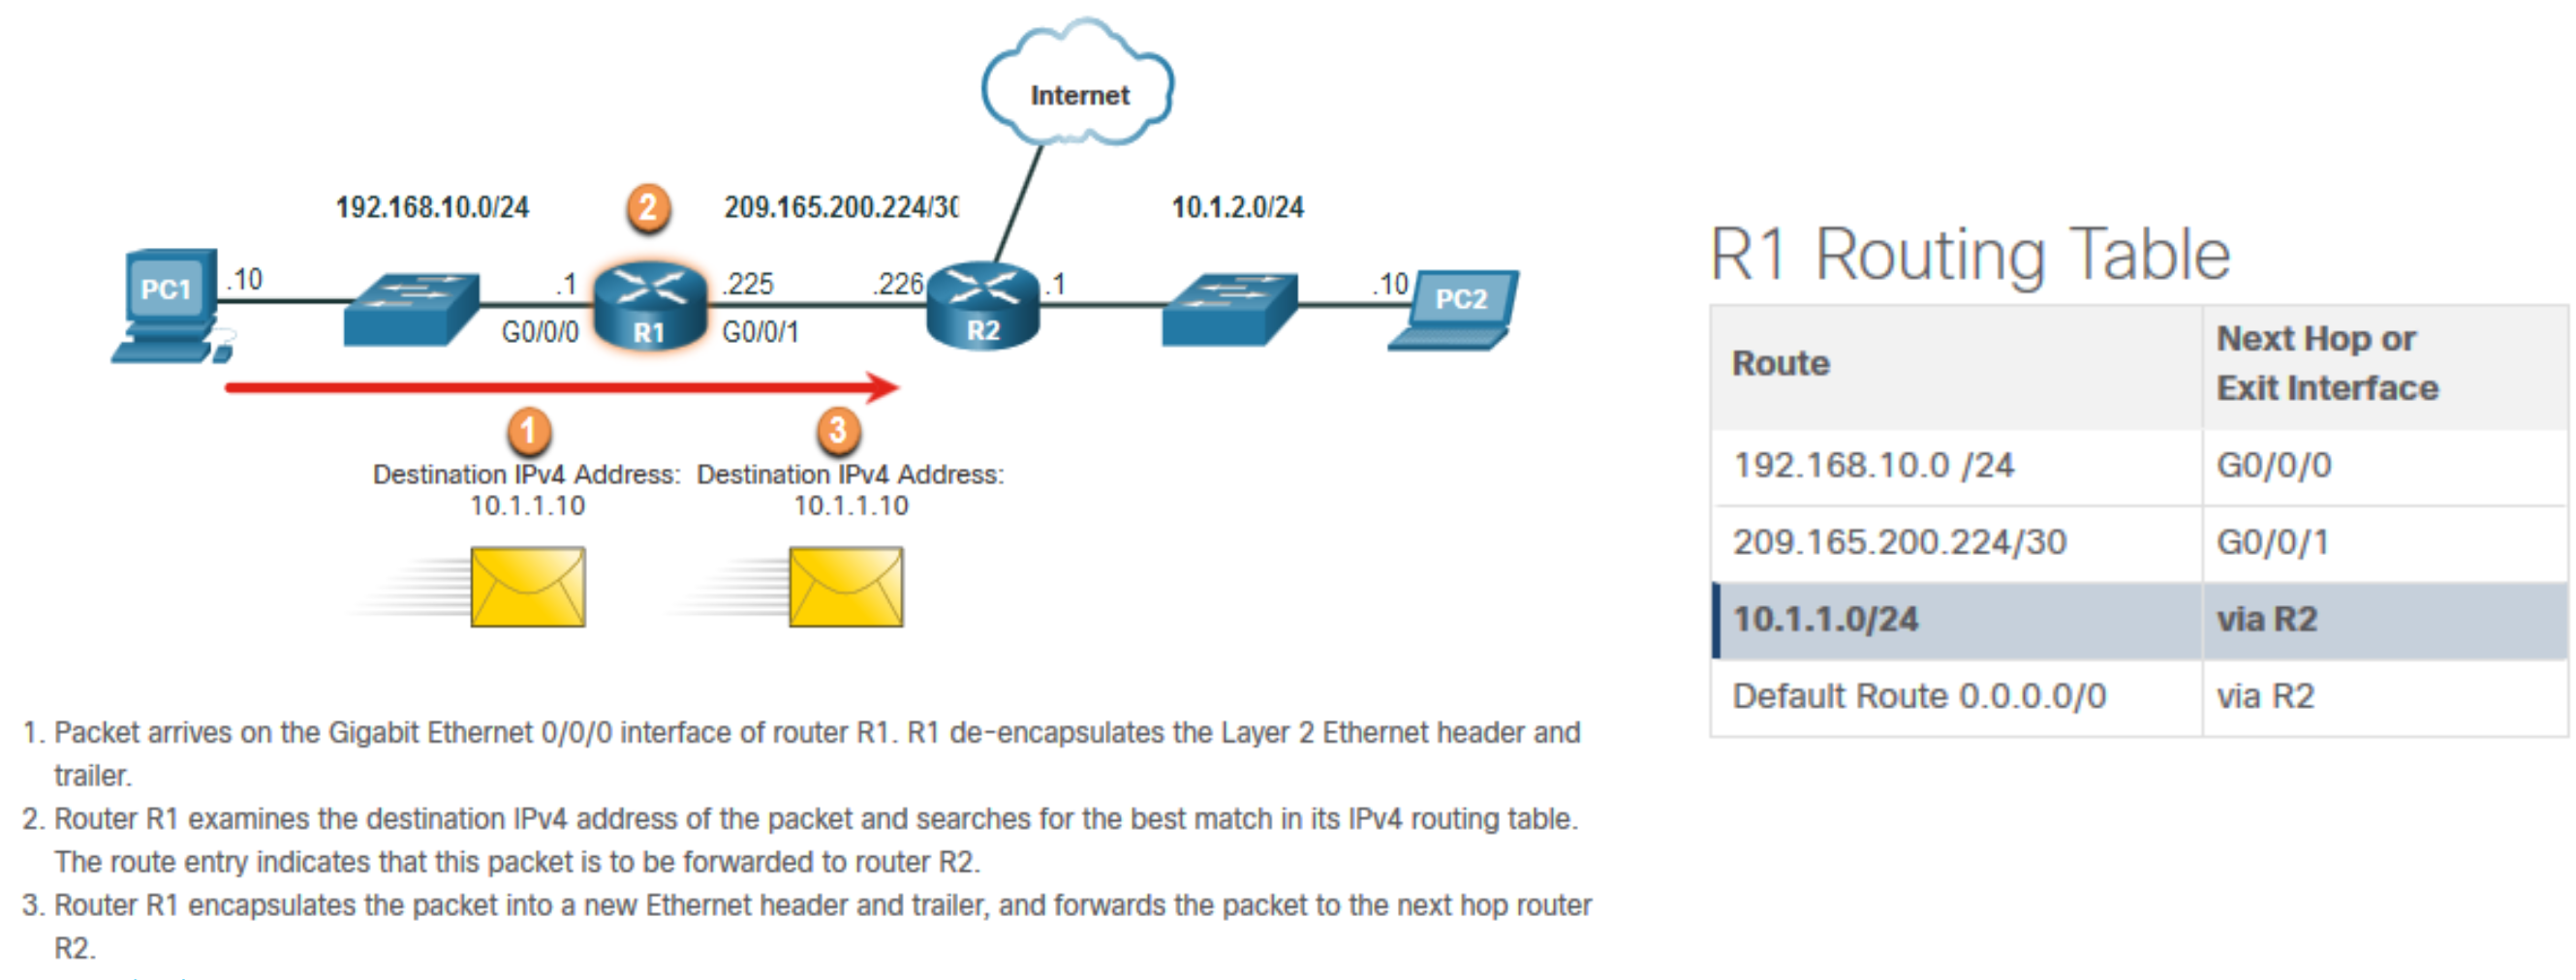 Internet
192.168.10.0/24
2
209.165.200.224/30
10.1.2.0/24
PC1
.10
.1
G0/0/0
R1
.225
G0/0/1
.226
R2
.1
.10
PC2
1
3
Destination IPv4 Address:
10.1.1.10
Destination IPv4 Address:
10.1.1.10
1. Packet arrives on the Gigabit Ethernet 0/0/0 interface of router R1. R1 de-encapsulates the Layer 2 Ethernet header and
trailer.
2. Router R1 examines the destination IPv4 address of the packet and searches for the best match in its IPv4 routing table.
The route entry indicates that this packet is to be forwarded to router R2.
3. Router R1 encapsulates the packet into a new Ethernet header and trailer, and forwards the packet to the next hop router
R2.
R1 Routing Table
Route
Next Hop or
Exit Interface
192.168.10.0 /24
G0/0/0
209.165.200.224/30
G0/0/1
10.1.1.0/24
via R2
Default Route 0.0.0.0/0
via R2